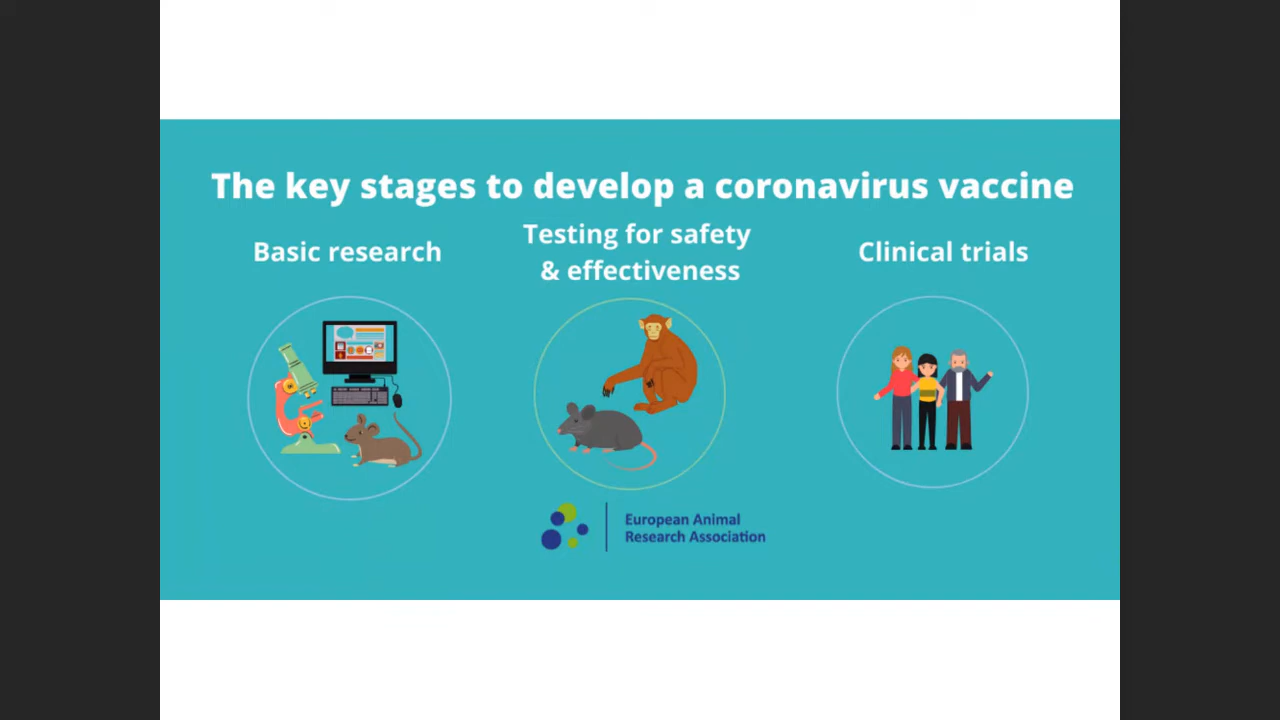 The key stages to develop a coronavirus vaccine
Basic research
Testing for safety
& effectiveness
Clinical trials
European Animal
Research Association